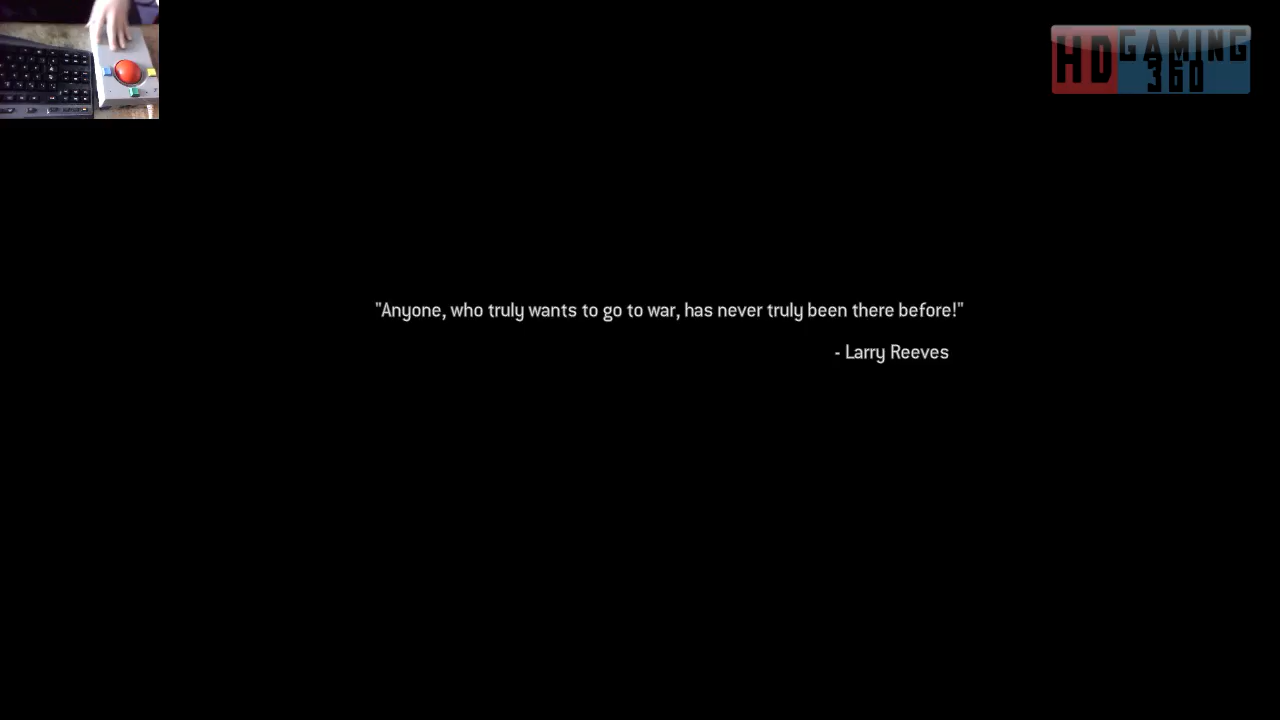 HD GAMING
360
"Anyone, who truly wants to go to war, has never truly been there before!"
- Larry Reeves